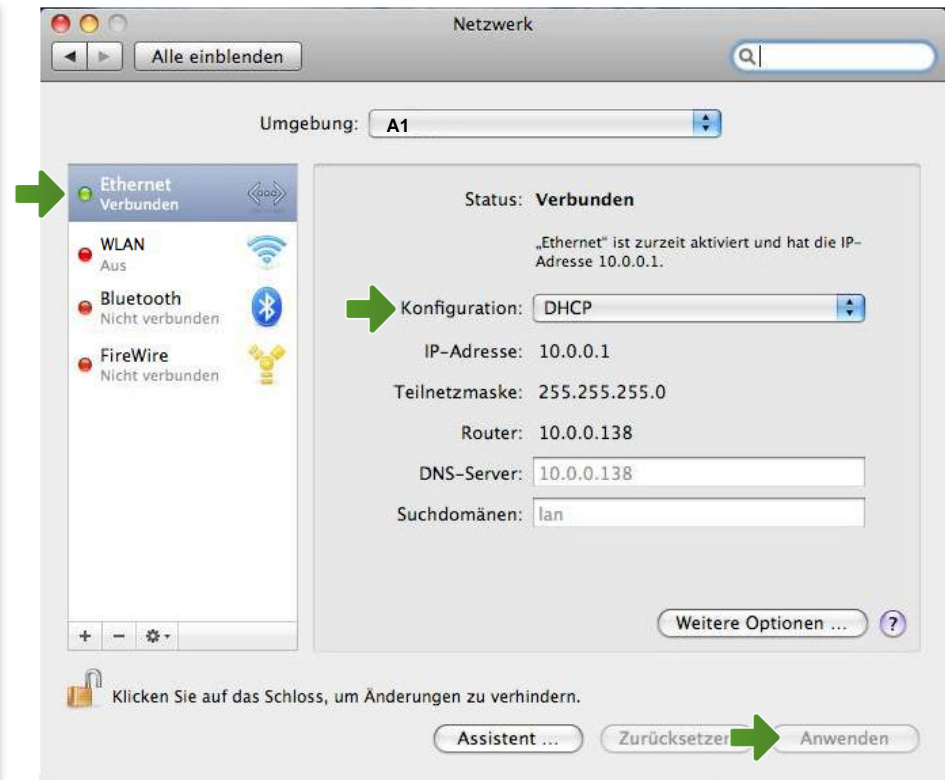 Netzwerk
Alle einblenden
Umgebung: A1
Ethernet
Verbunden
WLAN
Aus
Bluetooth
Nicht verbunden
FireWire
Nicht verbunden
Status: Verbunden
„Ethernet“ ist zurzeit aktiviert und hat die IP-
Adresse 10.0.0.1.
Konfiguration: DHCP
IP-Adresse: 10.0.0.1
Teilnetzmaske: 255.255.255.0
Router: 10.0.0.138
DNS-Server: 10.0.0.138
Suchdomänen: lan
Weitere Optionen ... ?
Klicken Sie auf das Schloss, um Änderungen zu verhindern.
Assistent ... Zurücksetzen Anwenden